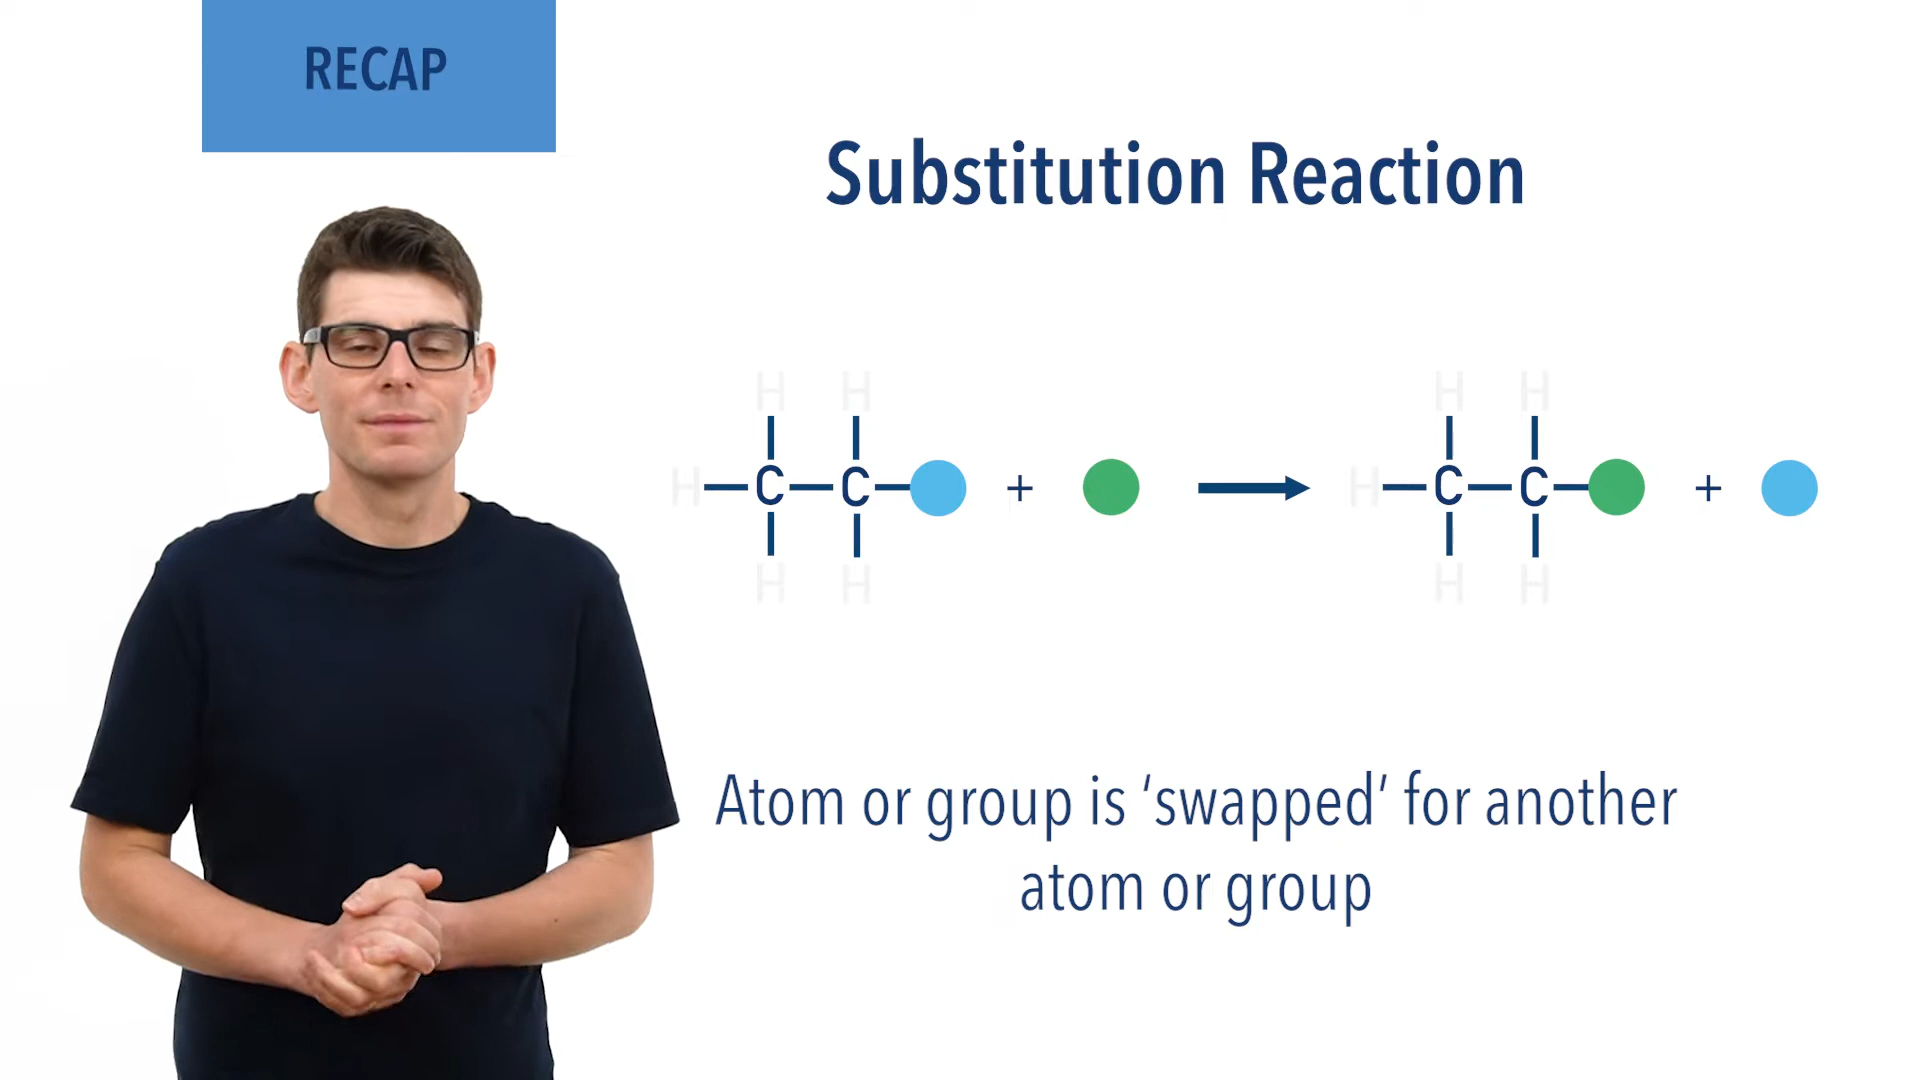 RECAP
Substitution Reaction
H H H H
H C C + H C C +
H H H H
Atom or group is ‘swapped’ for another
atom or group